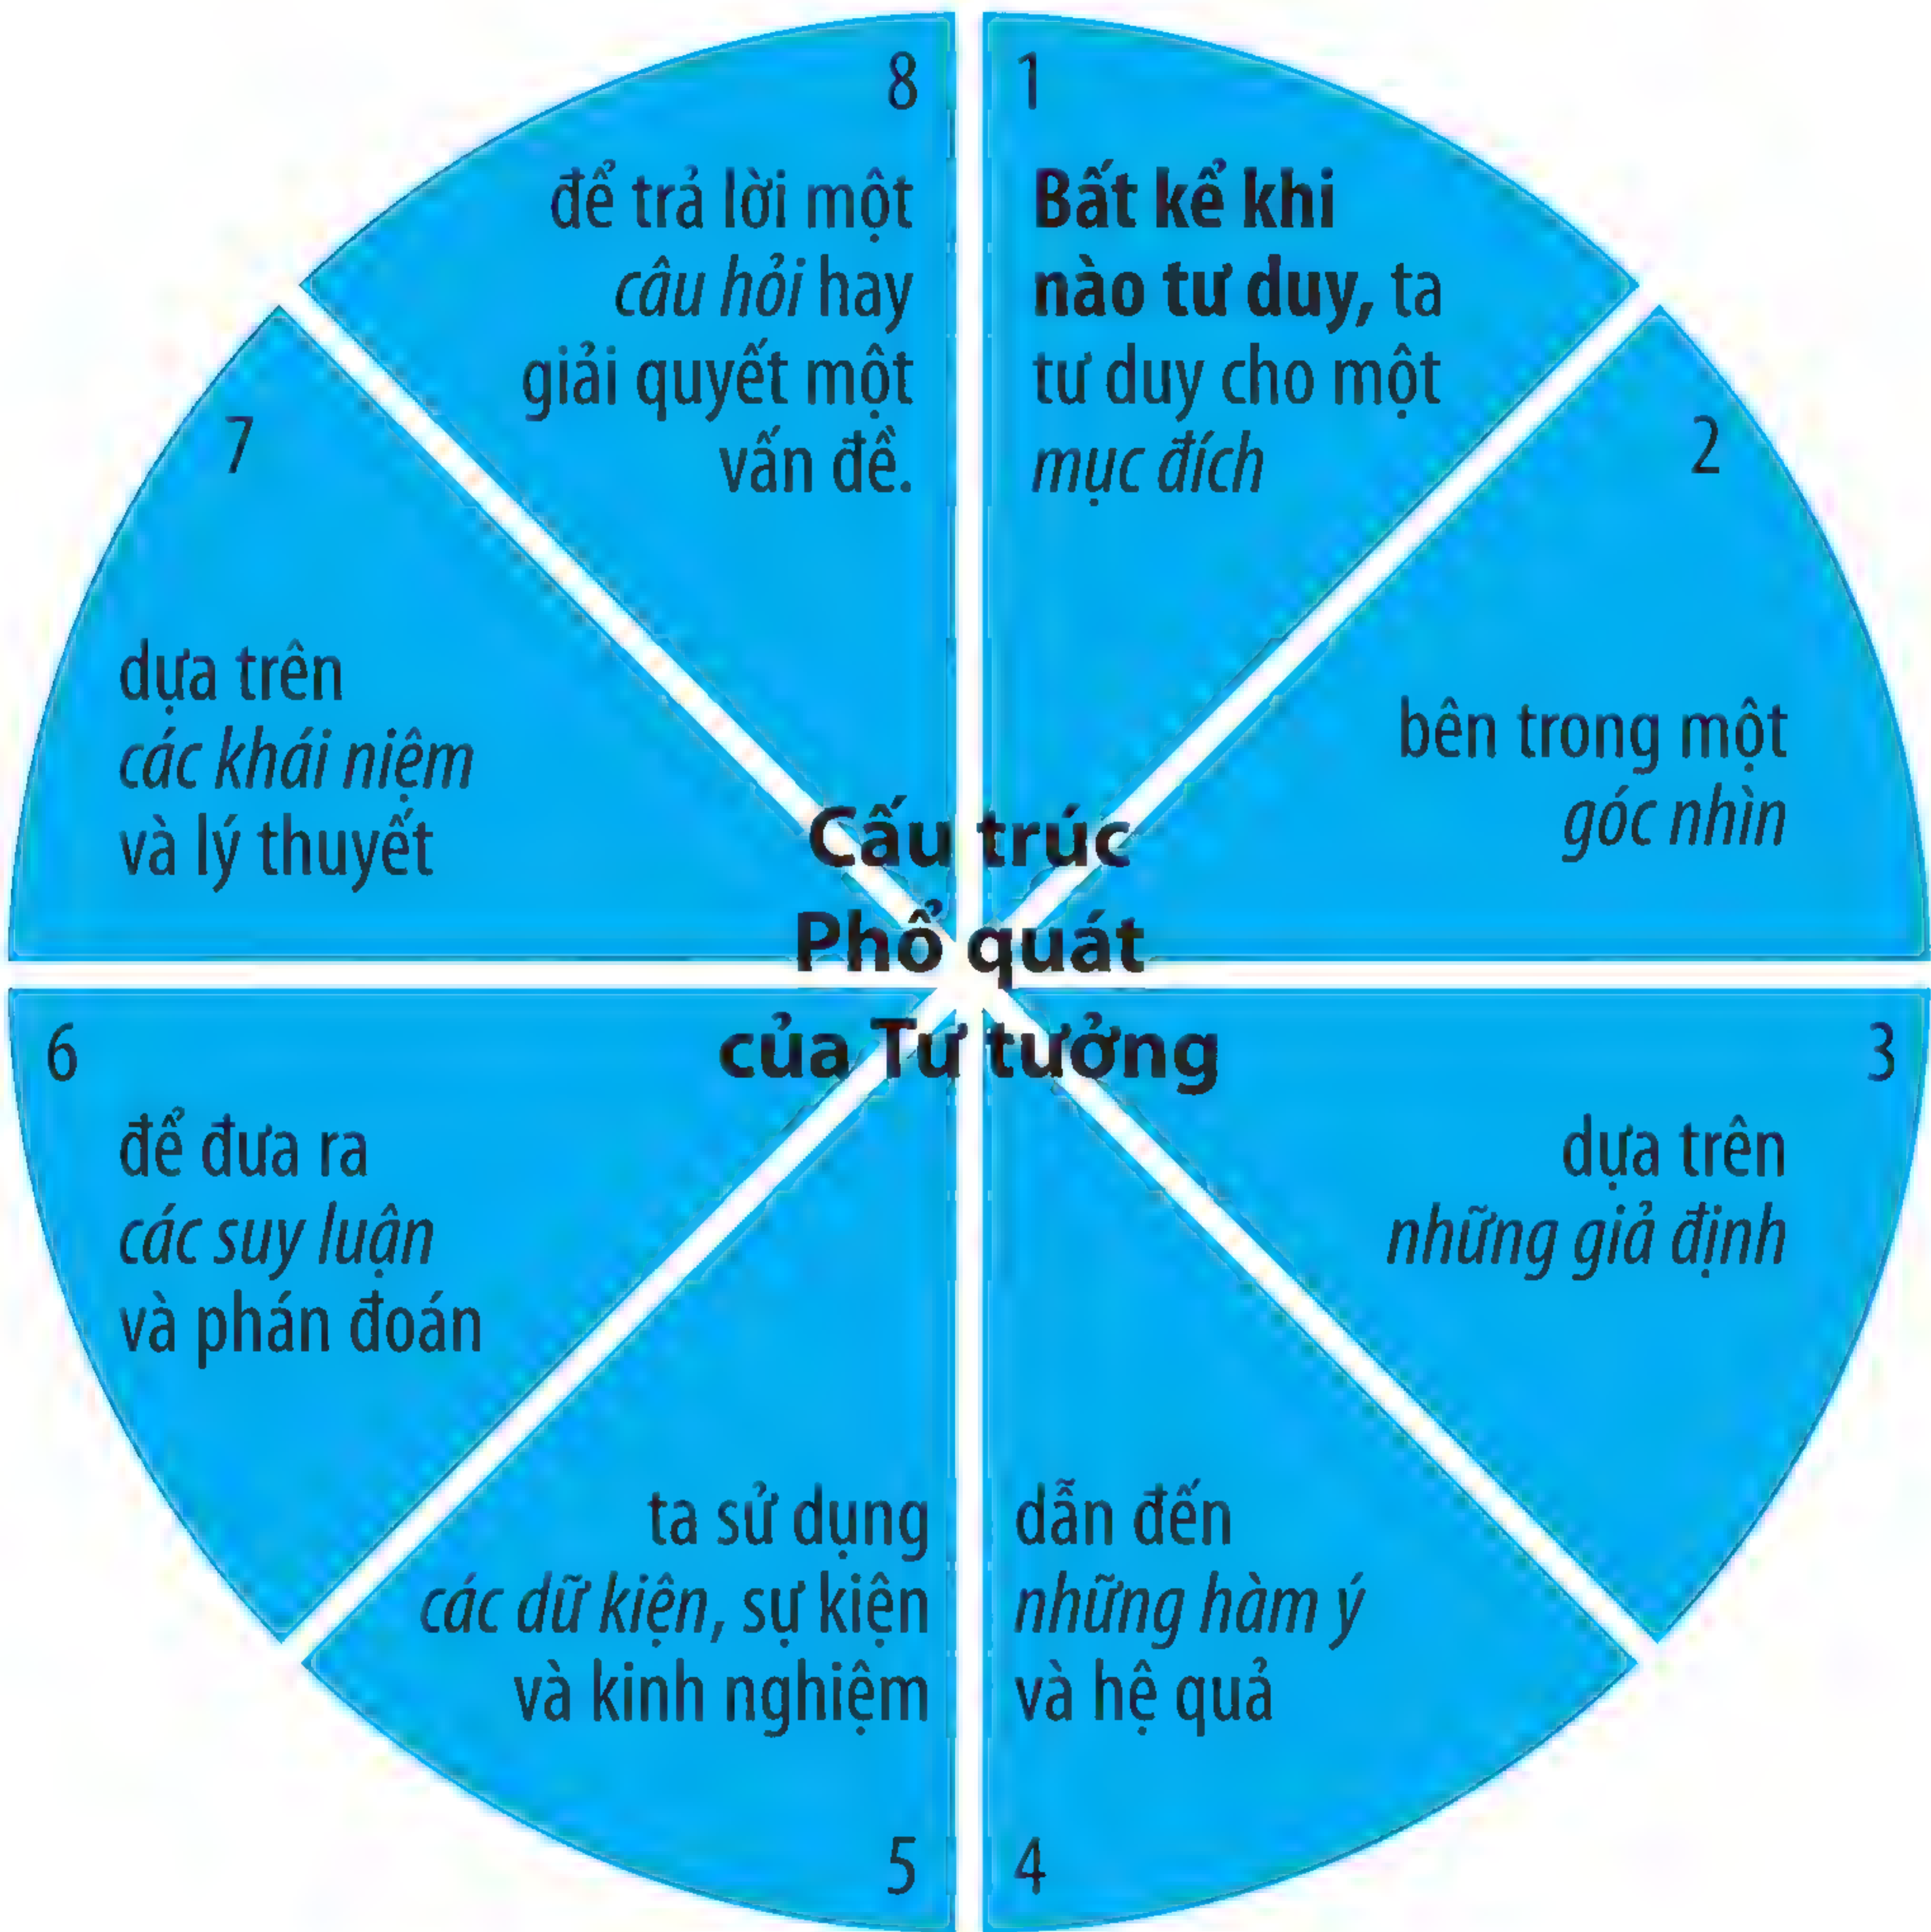 1
Bất kể khi
nào tư duy, ta
tư duy cho một
mục đích
2
bên trong một
góc nhìn
3
dựa trên
những giả định
4
dẫn đến
những hàm ý
và hệ quả
5
ta sử dụng
các dữ kiện, sự kiện
và kinh nghiệm
6
để đưa ra
các suy luận
và phán đoán
7
dựa trên
các khái niệm
và lý thuyết
8
để trả lời một
câu hỏi hay
giải quyết một
vấn đề.
Cấu trúc
Phổ quát
của Tư tưởng